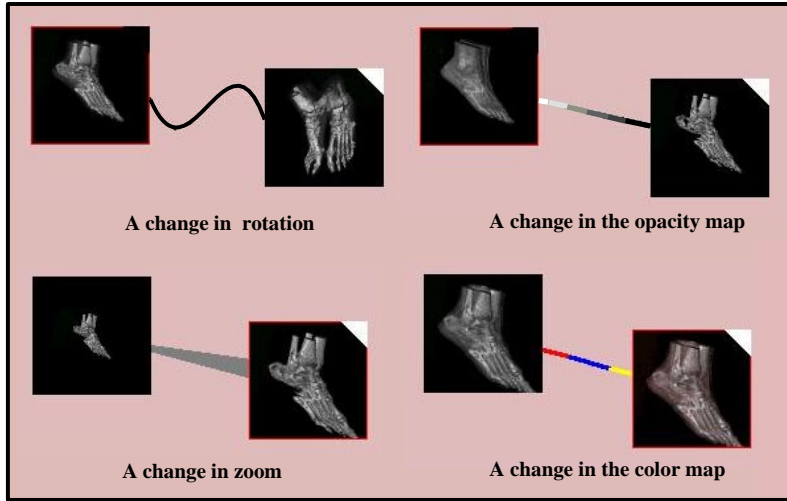 A change in rotation
A change in the opacity map
A change in zoom
A change in the color map